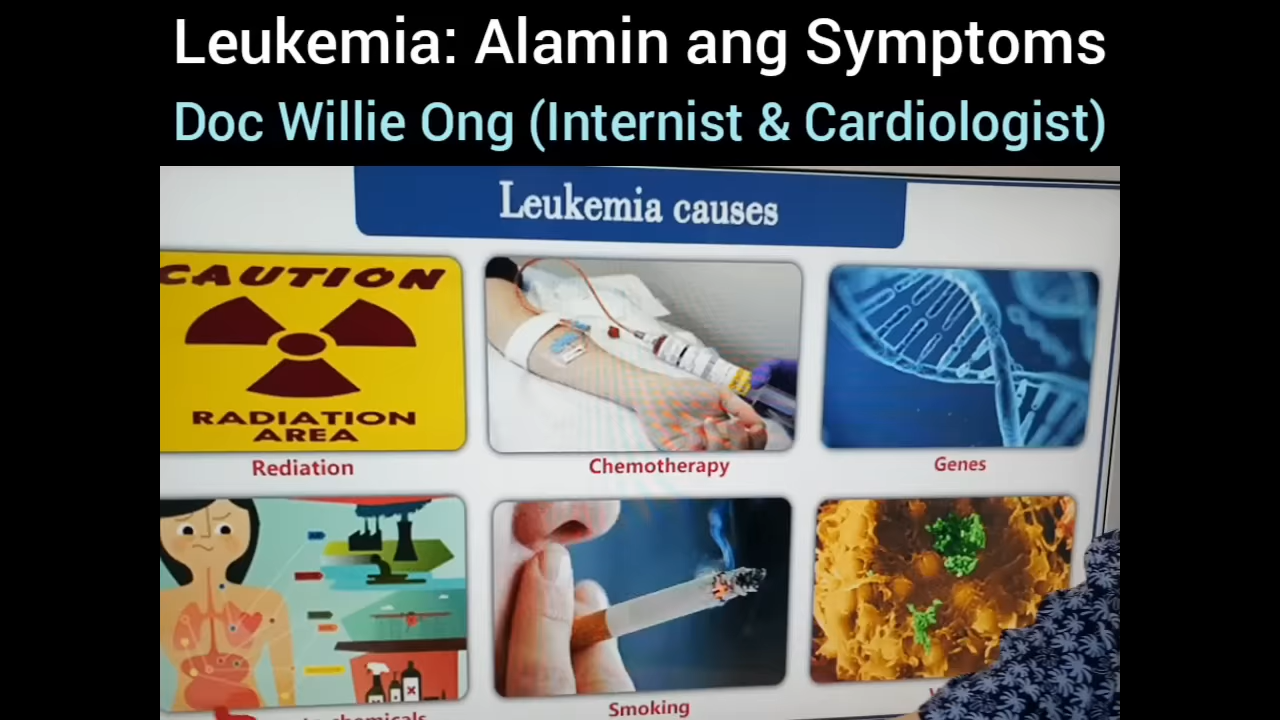 Leukemia: Alamin ang Symptoms
Doc Willie Ong (Internist & Cardiologist)
Leukemia causes
CAUTION
RADIATION
AREA
Rediation
Chemotherapy
Genes
chemicals
Smoking